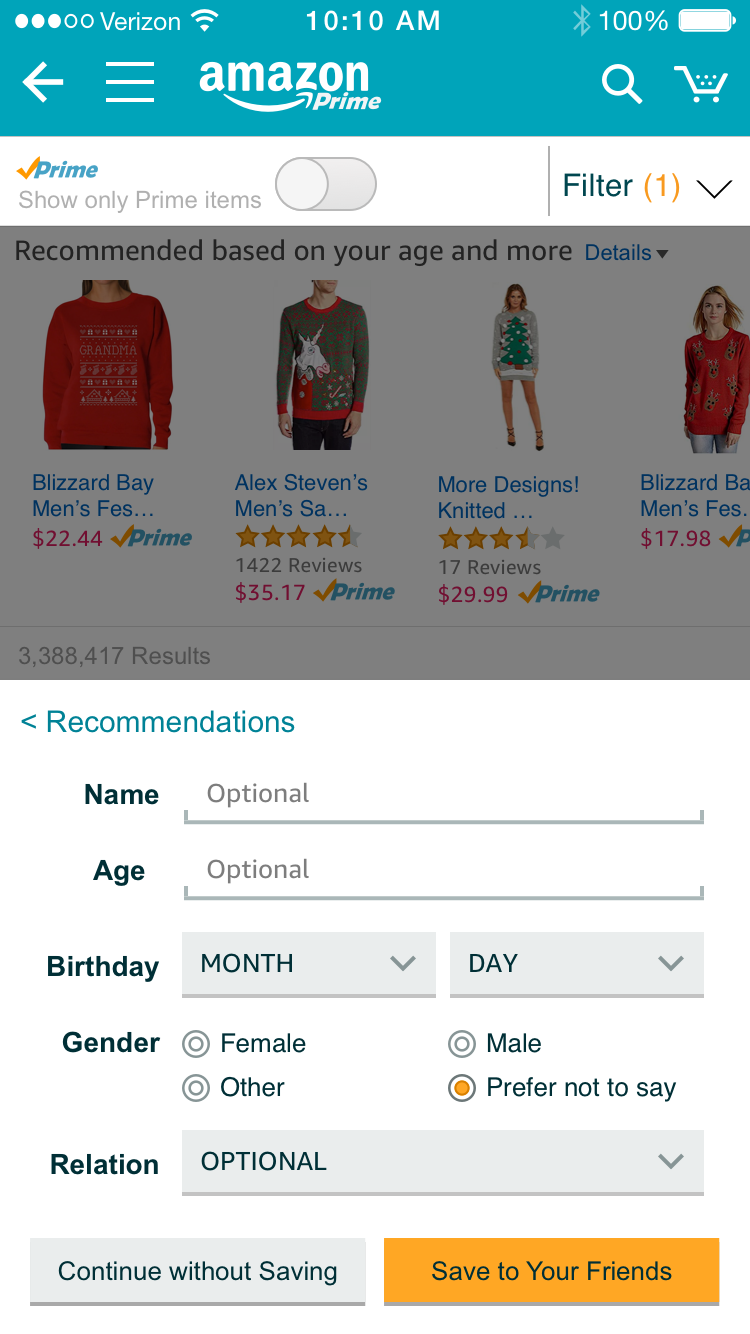 Verizon 10:10 AM 100%
amazon Prime
Prime
Show only Prime items
Filter (1)
Recommended based on your age and more Details
GRANDMA
Blizzard Bay
Men’s Fes...
$22.44 Prime
Alex Steven’s
Men’s Sa...
1422 Reviews
$35.17 Prime
More Designs!
Knitted ...
17 Reviews
$29.99 Prime
Blizzard Ba
Men’s Fes.
$17.98 P
3,388,417 Results
< Recommendations
Name Optional
Age Optional
Birthday MONTH DAY
Gender Female Male
Other Prefer not to say
Relation OPTIONAL
Continue without Saving Save to Your Friends